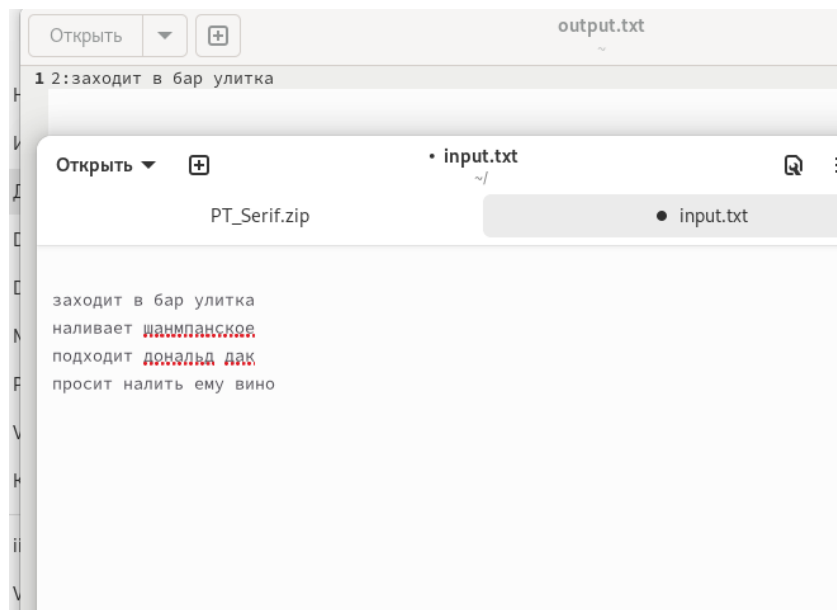 Открыть
output.txt
~
1 2:заходит в бар улитка
Открыть
• input.txt
~/
PT_Serif.zip
● input.txt
заходит в бар улитка
наливает шанмпанское
подходит дональд дак
просит налить ему вино